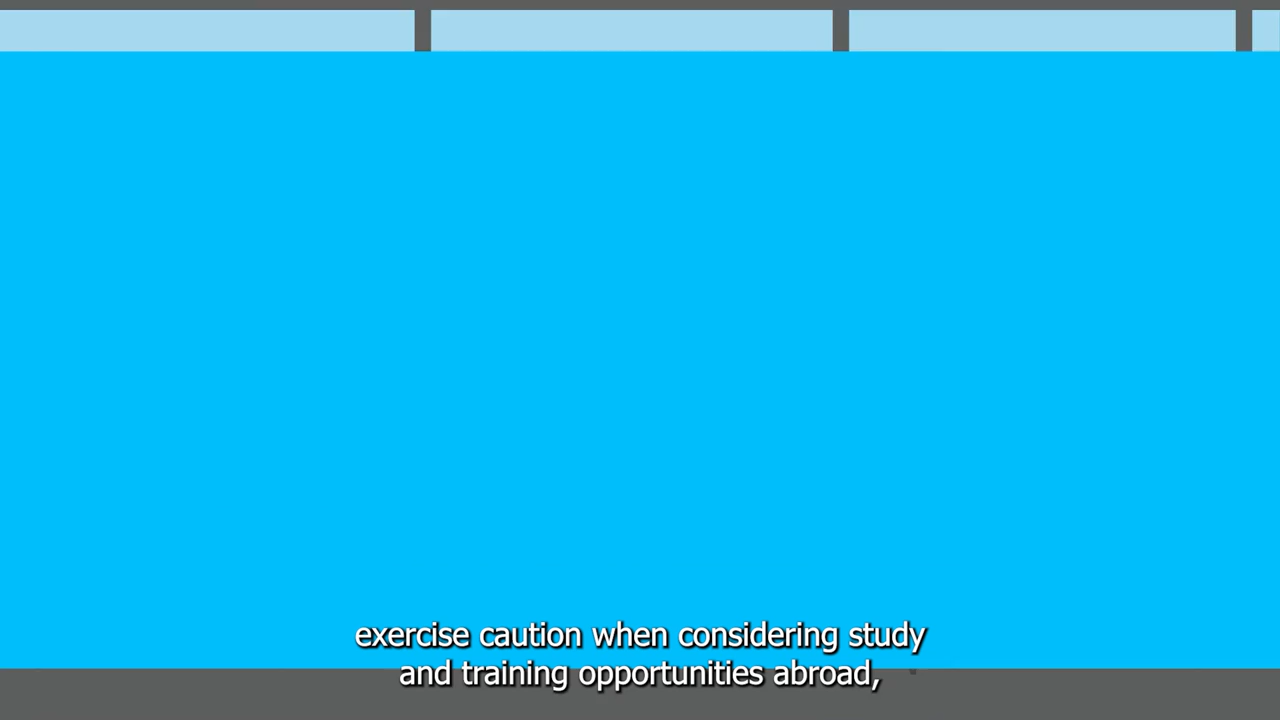 exercise caution when considering study
and training opportunities abroad,